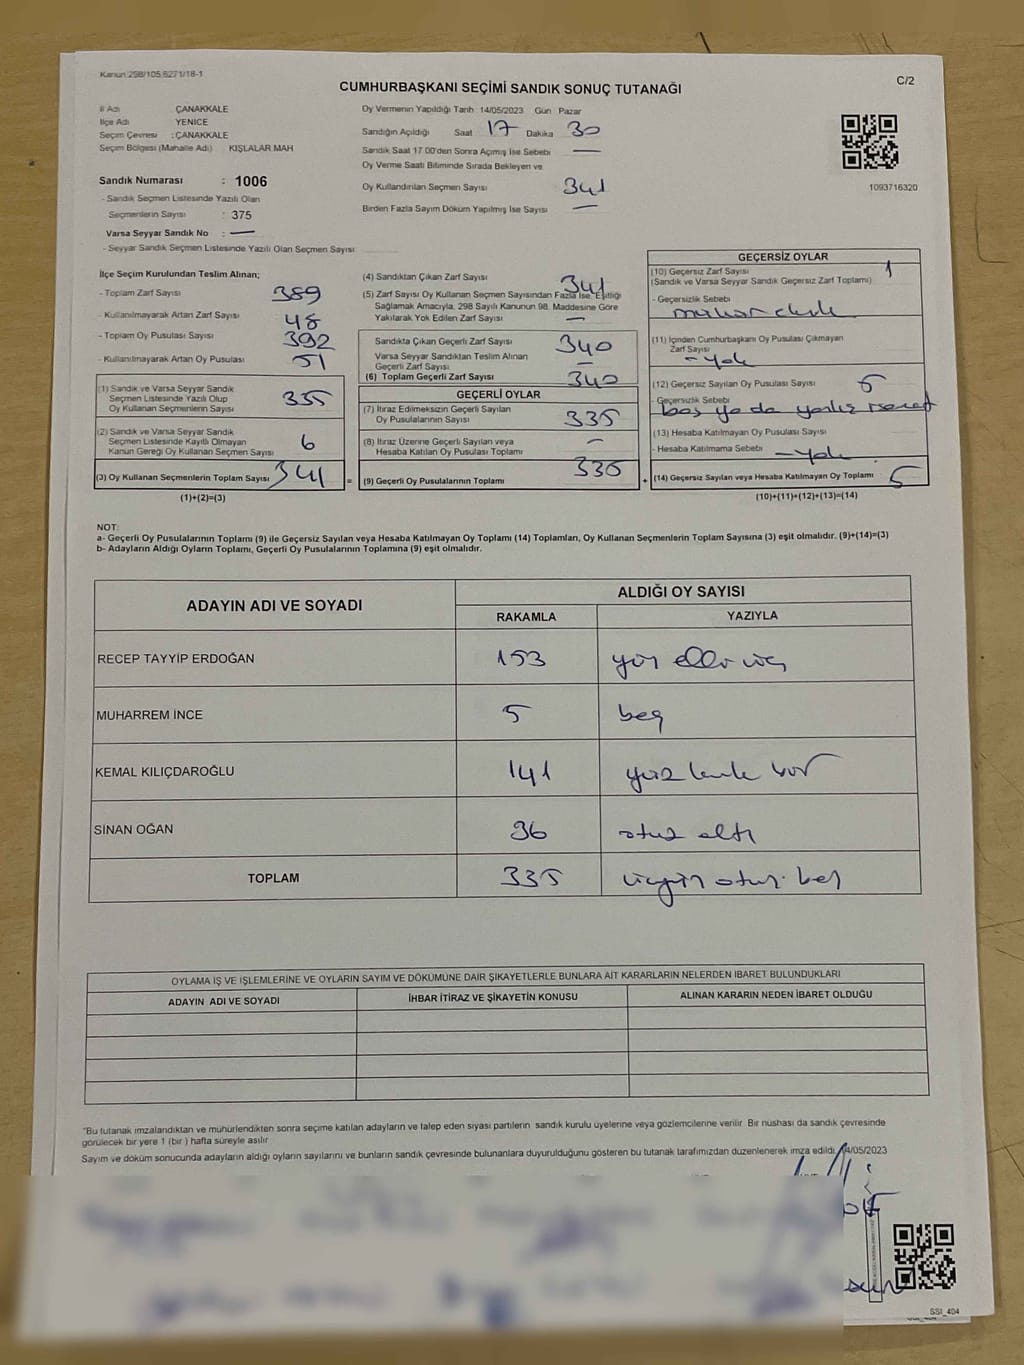 Kanun:298/105,6271/18-1
C/2
CUMHURBAŞKANI SEÇİMİ SANDIK SONUÇ TUTANAĞI
İl Adı ÇANAKKALE
İlçe Adı YENİCE
Seçim Çevresi : ÇANAKKALE
Seçim Bölgesi (Mahalle Adı) KIŞLALAR MAH
Sandık Numarası : 1006
- Sandık Seçmen Listesinde Yazılı Olan
Seçmenlerin Sayısı : 375
Varsa Seyyar Sandık No : —
- Seyyar Sandık Seçmen Listesinde Yazılı Olan Seçmen Sayısı
Oy Vermenin Yapıldığı Tarih : 14/05/2023 Gün : Pazar
Sandığın Açıldığı Saat 17 Dakika 30
Sandık Saat 17.00'den Sonra Açımış İse Sebebi —
Oy Verme Saati Bitiminde Sırada Bekleyen ve
Oy Kullandırılan Seçmen Sayısı 341
Birden Fazla Sayım Döküm Yapılmış İse Sayısı —
1093716320
İlçe Seçim Kurulundan Teslim Alınan;
- Toplam Zarf Sayısı 389
- Kullanılmayarak Artan Zarf Sayısı 48
- Toplam Oy Pusulası Sayısı 392
- Kullanılmayarak Artan Oy Pusulası 51
(1) Sandık ve Varsa Seyyar Sandık
Seçmen Listesinde Yazılı Olup
Oy Kullanan Seçmenlerin Sayısı 335
(2) Sandık ve Varsa Seyyar Sandık
Seçmen Listesinde Kayıtlı Olmayan
Kanun Gereği Oy Kullanan Seçmen Sayısı 6
(3) Oy Kullanan Seçmenlerin Toplam Sayısı 341
(1)+(2)=(3)
(4) Sandıktan Çıkan Zarf Sayısı 341
(5) Zarf Sayısı Oy Kullanan Seçmen Sayısından Fazla İse, Eşitliği
Sağlamak Amacıyla, 298 Sayılı Kanunun 98. Maddesine Göre
Yakılarak Yok Edilen Zarf Sayısı —
Sandıkta Çıkan Geçerli Zarf Sayısı 340
Varsa Seyyar Sandıktan Teslim Alınan
Geçerli Zarf Sayısı —
(6) Toplam Geçerli Zarf Sayısı 340
GEÇERLİ OYLAR
(7) İtiraz Edilmeksizin Geçerli Sayılan
Oy Pusulalarının Sayısı 335
(8) İtiraz Üzerine Geçerli Sayılan veya
Hesaba Katılan Oy Pusulası Toplamı —
(9) Geçerli Oy Pusulalarının Toplamı 335
=
+
GEÇERSİZ OYLAR
(10) Geçersiz Zarf Sayısı 1
(Sandık ve Varsa Seyyar Sandık Geçersiz Zarf Toplamı)
- Geçersizlik Sebebi
(11) İçinden Cumhurbaşkanı Oy Pusulası Çıkmayan
Zarf Sayısı - yok
(12) Geçersiz Sayılan Oy Pusulası Sayısı 5
- Geçersizlik Sebebi
boş ya da yanlış
(13) Hesaba Katılmayan Oy Pusulası Sayısı
- Hesaba Katılmama Sebebi - yok
(14) Geçersiz Sayılan veya Hesaba Katılmayan Oy Toplamı 5
(10)+(11)+(12)+(13)=(14)
NOT:
a- Geçerli Oy Pusulalarının Toplamı (9) ile Geçersiz Sayılan veya Hesaba Katılmayan Oy Toplamı (14) Toplamları, Oy Kullanan Seçmenlerin Toplam Sayısına (3) eşit olmalıdır. (9)+(14)=(3)
b- Adayların Aldığı Oyların Toplamı, Geçerli Oy Pusulalarının Toplamına (9) eşit olmalıdır.
ADAYIN ADI VE SOYADI
ALDIĞI OY SAYISI
RAKAMLA YAZIYLA
RECEP TAYYİP ERDOĞAN 153 yüz elli üç
MUHARREM İNCE 5 beş
KEMAL KILIÇDAROĞLU 141 yüz kırk bir
SİNAN OĞAN 36 otuz altı
TOPLAM 335 üçyüz otuz beş
OYLAMA İŞ VE İŞLEMLERİNE VE OYLARIN SAYIM VE DÖKÜMÜNE DAİR ŞİKAYETLERLE BUNLARA AİT KARARLARIN NELERDEN İBARET BULUNDUKLARI
ADAYIN ADI VE SOYADI İHBAR İTİRAZ VE ŞİKAYETİN KONUSU ALINAN KARARIN NEDEN İBARET OLDUĞU
"Bu tutanak imzalandıktan ve mühürlendikten sonra seçime katılan adayların ve talep eden siyasi partilerin sandık kurulu üyelerine veya gözlemcilerine verilir. Bir nüshası da sandık çevresinde
görülecek bir yere 1 (bir ) hafta süreyle asılır
Sayım ve döküm sonucunda adayların aldığı oyların sayılarını ve bunların sandık çevresinde bulunanlara duyurulduğunu gösteren bu tutanak tarafımızdan düzenlenerek imza edildi. 14/05/2023
SSI_404